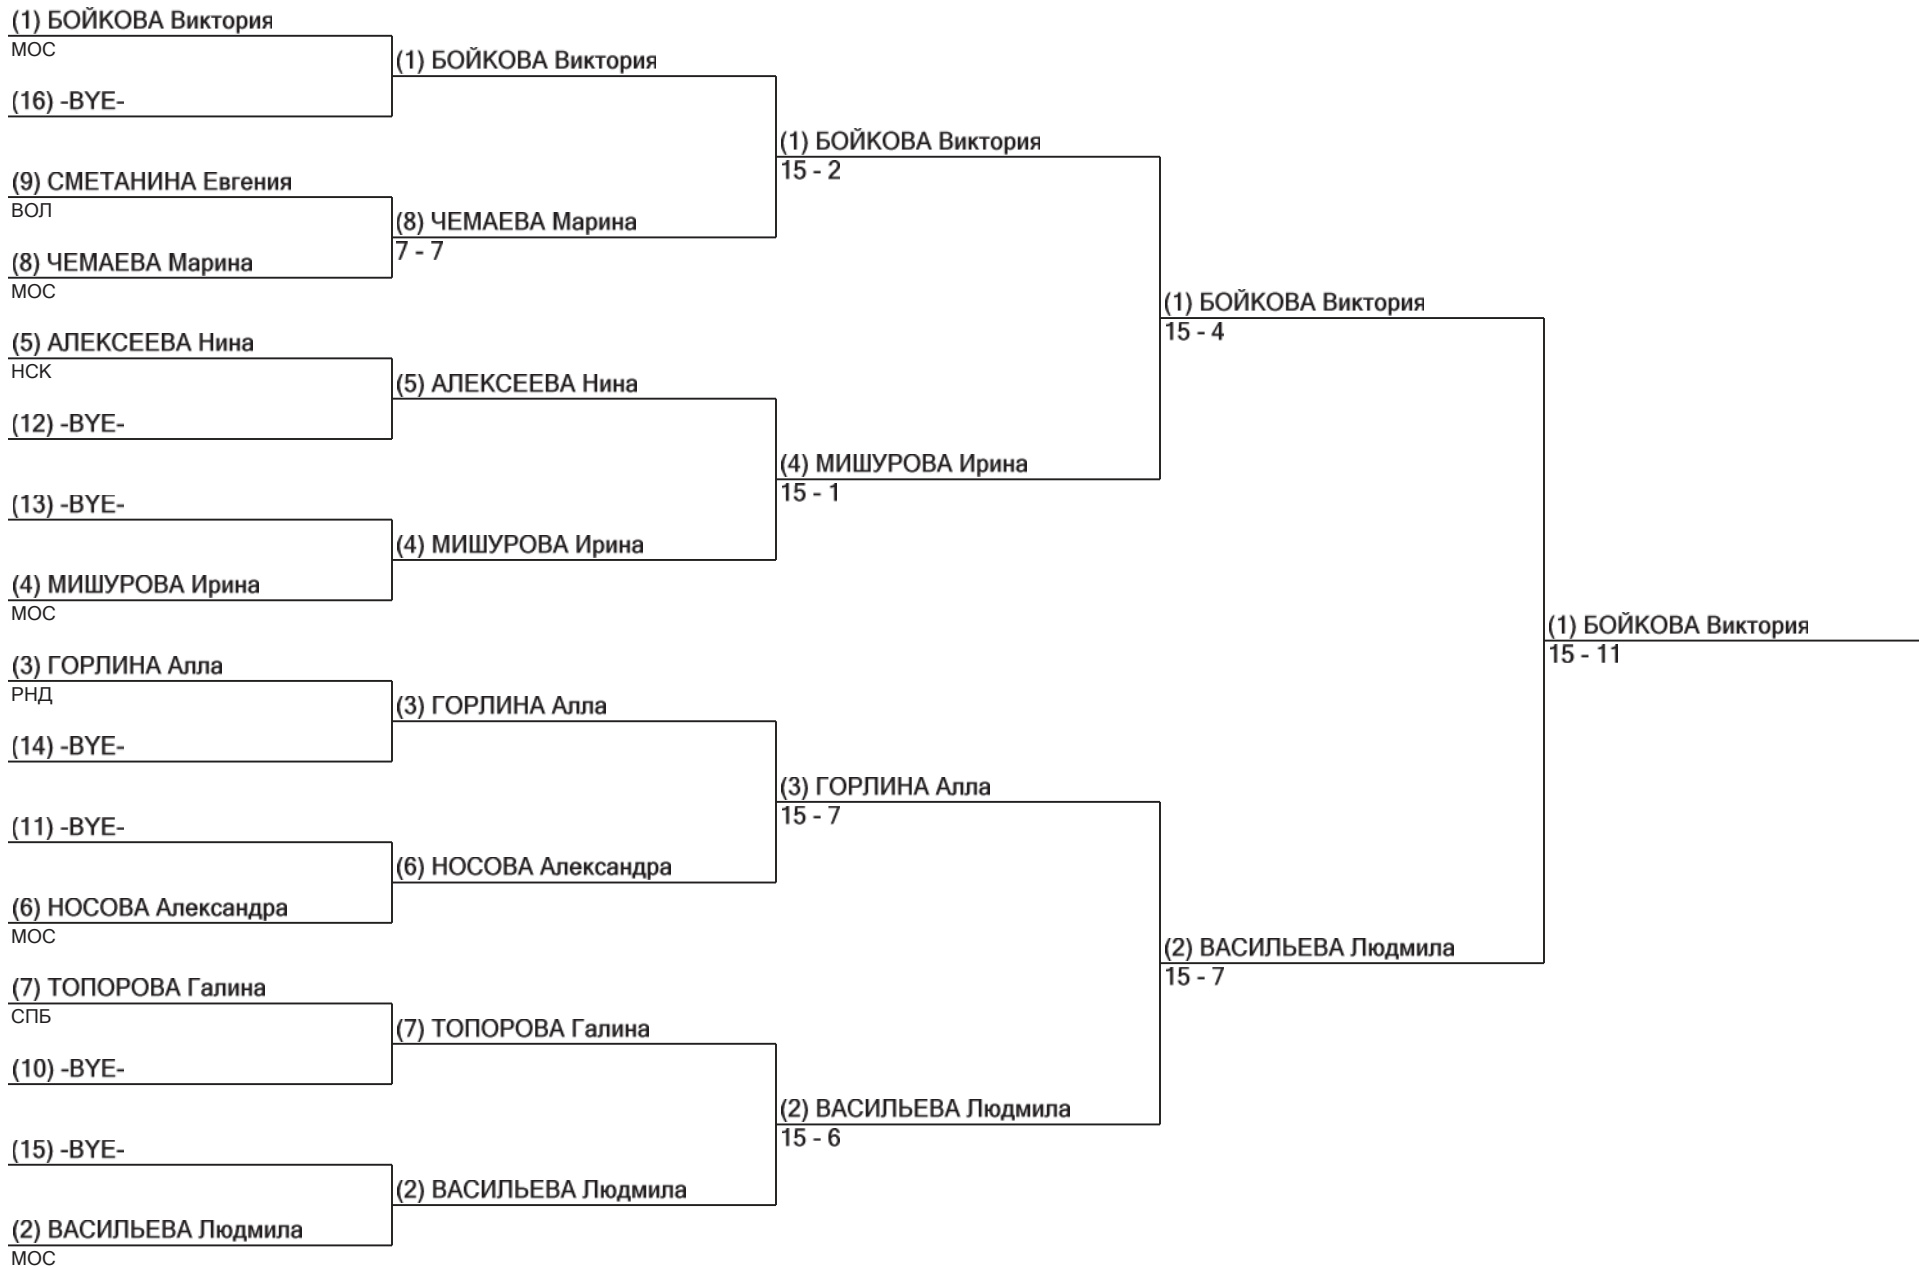 (1) БОЙКОВА Виктория
МОС
(16) -BYE-
(9) СМЕТАНИНА Евгения
ВОЛ
(8) ЧЕМАЕВА Марина
МОС
(5) АЛЕКСЕЕВА Нина
НСК
(12) -BYE-
(13) -BYE-
(4) МИШУРОВА Ирина
МОС
(3) ГОРЛИНА Алла
РНД
(14) -BYE-
(11) -BYE-
(6) НОСОВА Александра
МОС
(7) ТОПОРОВА Галина
СПБ
(10) -BYE-
(15) -BYE-
(2) ВАСИЛЬЕВА Людмила
МОС
(1) БОЙКОВА Виктория
(8) ЧЕМАЕВА Марина
7 - 7
(5) АЛЕКСЕЕВА Нина
(4) МИШУРОВА Ирина
(3) ГОРЛИНА Алла
(6) НОСОВА Александра
(7) ТОПОРОВА Галина
(2) ВАСИЛЬЕВА Людмила
(1) БОЙКОВА Виктория
15 - 2
(4) МИШУРОВА Ирина
15 - 1
(3) ГОРЛИНА Алла
15 - 7
(2) ВАСИЛЬЕВА Людмила
15 - 6
(1) БОЙКОВА Виктория
15 - 4
(2) ВАСИЛЬЕВА Людмила
15 - 7
(1) БОЙКОВА Виктория
15 - 11